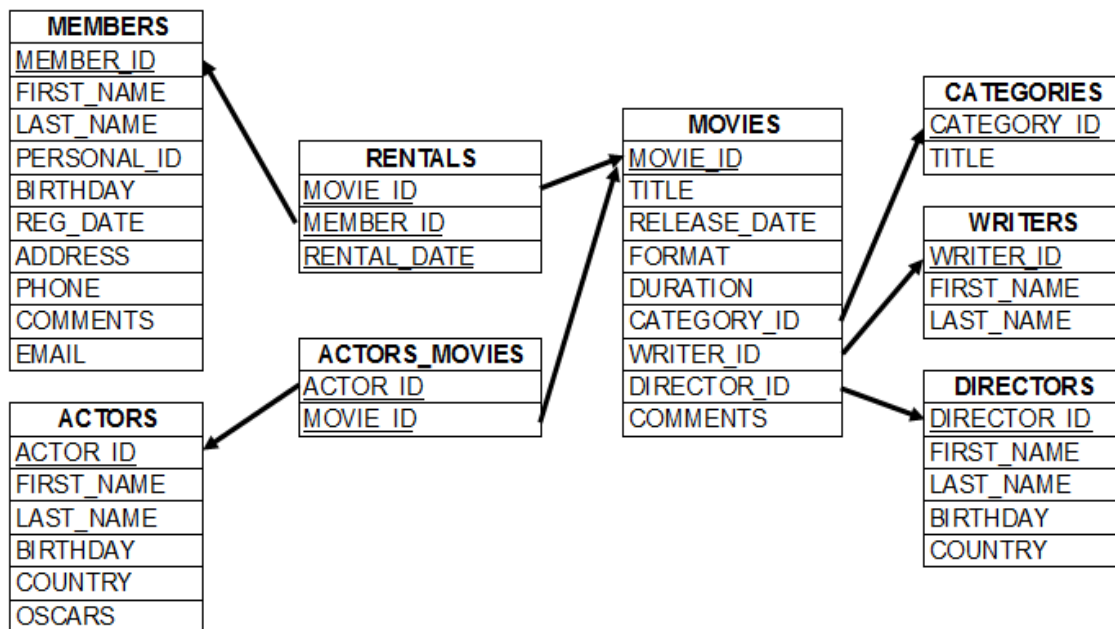 MEMBERS
MEMBER_ID
FIRST_NAME
LAST_NAME
PERSONAL_ID
BIRTHDAY
REG_DATE
ADDRESS
PHONE
COMMENTS
EMAIL
ACTORS
ACTOR_ID
FIRST_NAME
LAST_NAME
BIRTHDAY
COUNTRY
OSCARS
RENTALS
MOVIE_ID
MEMBER_ID
RENTAL_DATE
ACTORS_MOVIES
ACTOR_ID
MOVIE_ID
MOVIES
MOVIE_ID
TITLE
RELEASE_DATE
FORMAT
DURATION
CATEGORY_ID
WRITER_ID
DIRECTOR_ID
COMMENTS
CATEGORIES
CATEGORY_ID
TITLE
WRITERS
WRITER_ID
FIRST_NAME
LAST_NAME
DIRECTORS
DIRECTOR_ID
FIRST_NAME
LAST_NAME
BIRTHDAY
COUNTRY